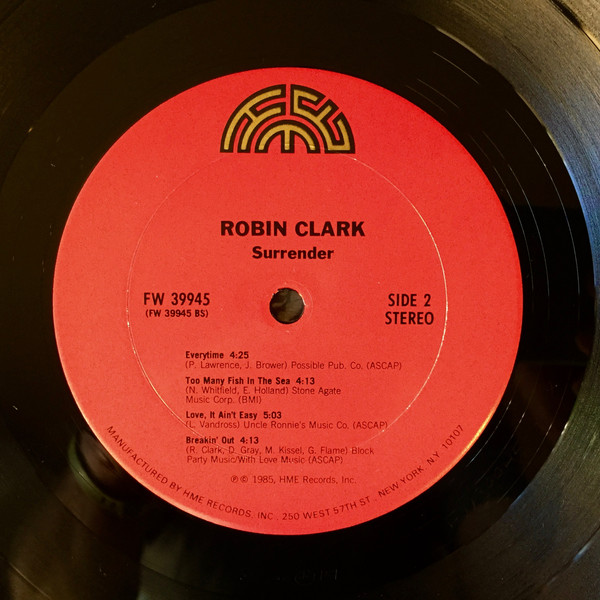 HME
ROBIN CLARK
Surrender
FW 39945
(FW 39945 BS)
SIDE 2
STEREO
Everytime 4:25
(P. Lawrence, J. Brower) Possible Pub. Co. (ASCAP)
Too Many Fish In The Sea 4:13
(N. Whitfield, E. Holland) Stone Agate
Music Corp. (BMI)
Love, It Ain't Easy 5:03
(L. Vandross) Uncle Ronnie's Music Co. (ASCAP)
Breakin' Out 4:13
(R. Clark, D. Gray, M. Kissel, G. Flame) Block
Party Music/With Love Music (ASCAP)
℗© 1985, HME Records, Inc.
MANUFACTURED BY HME RECORDS, INC., 250 WEST 57TH ST., NEW YORK, N.Y. 10107